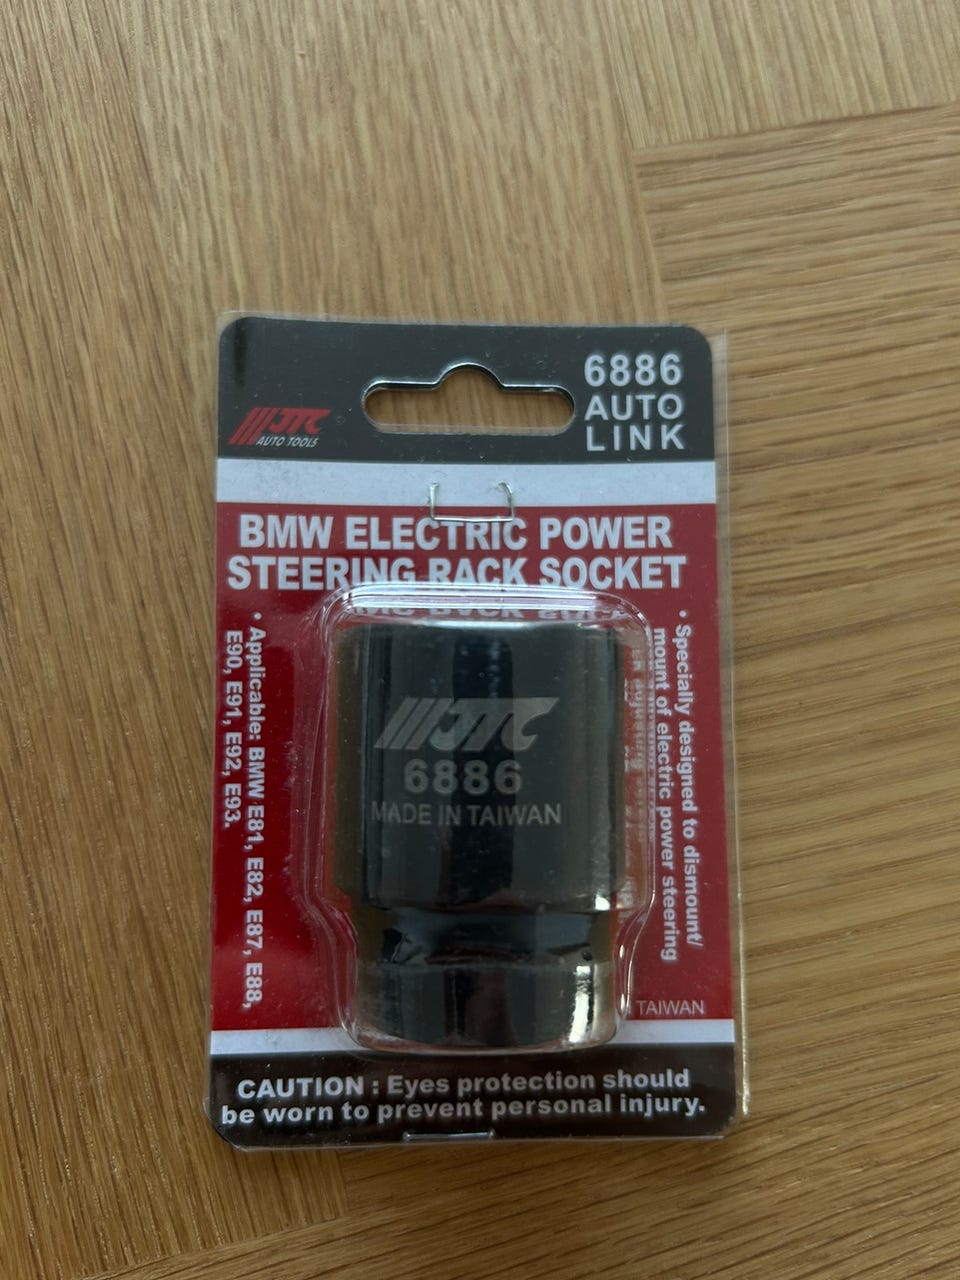 JTC
AUTO TOOLS
6886
AUTO
LINK
BMW ELECTRIC POWER
STEERING RACK SOCKET
• Applicable: BMW E81, E82, E87, E88,
E90, E91, E92, E93.
• Specially designed to dismount/
mount of electric power steering
JTC
6886
MADE IN TAIWAN
TAIWAN
CAUTION : Eyes protection should
be worn to prevent personal injury.